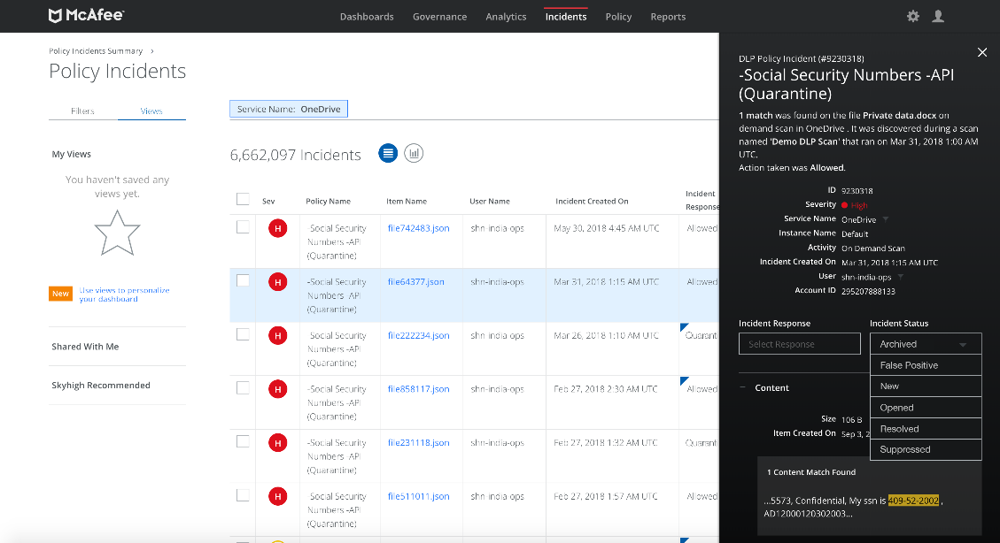 McAfee
Dashboards Governance Analytics Incidents Policy Reports
Policy Incidents Summary ›
Policy Incidents
Filters Views
My Views
You haven't saved any
views yet.
New Use views to personalize
your dashboard
Shared With Me
Skyhigh Recommended
Service Name: OneDrive
6,662,097 Incidents
Sev Policy Name Item Name User Name Incident Created On Incident
Response
H -Social Security file742483.json shn-india-ops May 30, 2018 4:45 AM UTC Allowed
Numbers -API
(Quarantine)
H -Social Security file64377.json shn-india-ops Mar 31, 2018 1:15 AM UTC Allowed
Numbers -API
(Quarantine)
H -Social Security file222234.json shn-india-ops Mar 26, 2018 1:10 AM UTC Quaranti
Numbers -API
(Quarantine)
H -Social Security file858117.json shn-india-ops Feb 27, 2018 2:30 AM UTC Allowed
Numbers -API
(Quarantine)
H -Social Security file231118.json shn-india-ops Feb 27, 2018 1:32 AM UTC Quaranti
Numbers -API
(Quarantine)
H -Social Security file511011.json shn-india-ops Feb 27, 2018 1:50 AM UTC Allowed
Numbers -API
(Quarantine)
DLP Policy Incident (#9230318)
-Social Security Numbers -API
(Quarantine)
1 match was found on the file Private data.docx on
demand scan in OneDrive . It was discovered during a scan
named 'Demo DLP Scan' that ran on Mar 31, 2018 1:00 AM
UTC.
Action taken was Allowed.
ID 9230318
Severity High
Service Name OneDrive
Instance Name Default
Activity On Demand Scan
Incident Created On Mar 31, 2018 1:15 AM UTC
User shn-india-ops
Account ID 295207888133
Incident Response Incident Status
Select Response Archived
False Positive
New
Opened
Resolved
Suppressed
Content
Size 106 B
Item Created On Sep 3, 2
1 Content Match Found
...5573, Confidential, My ssn is 409-52-2002,
AD12000120302003...